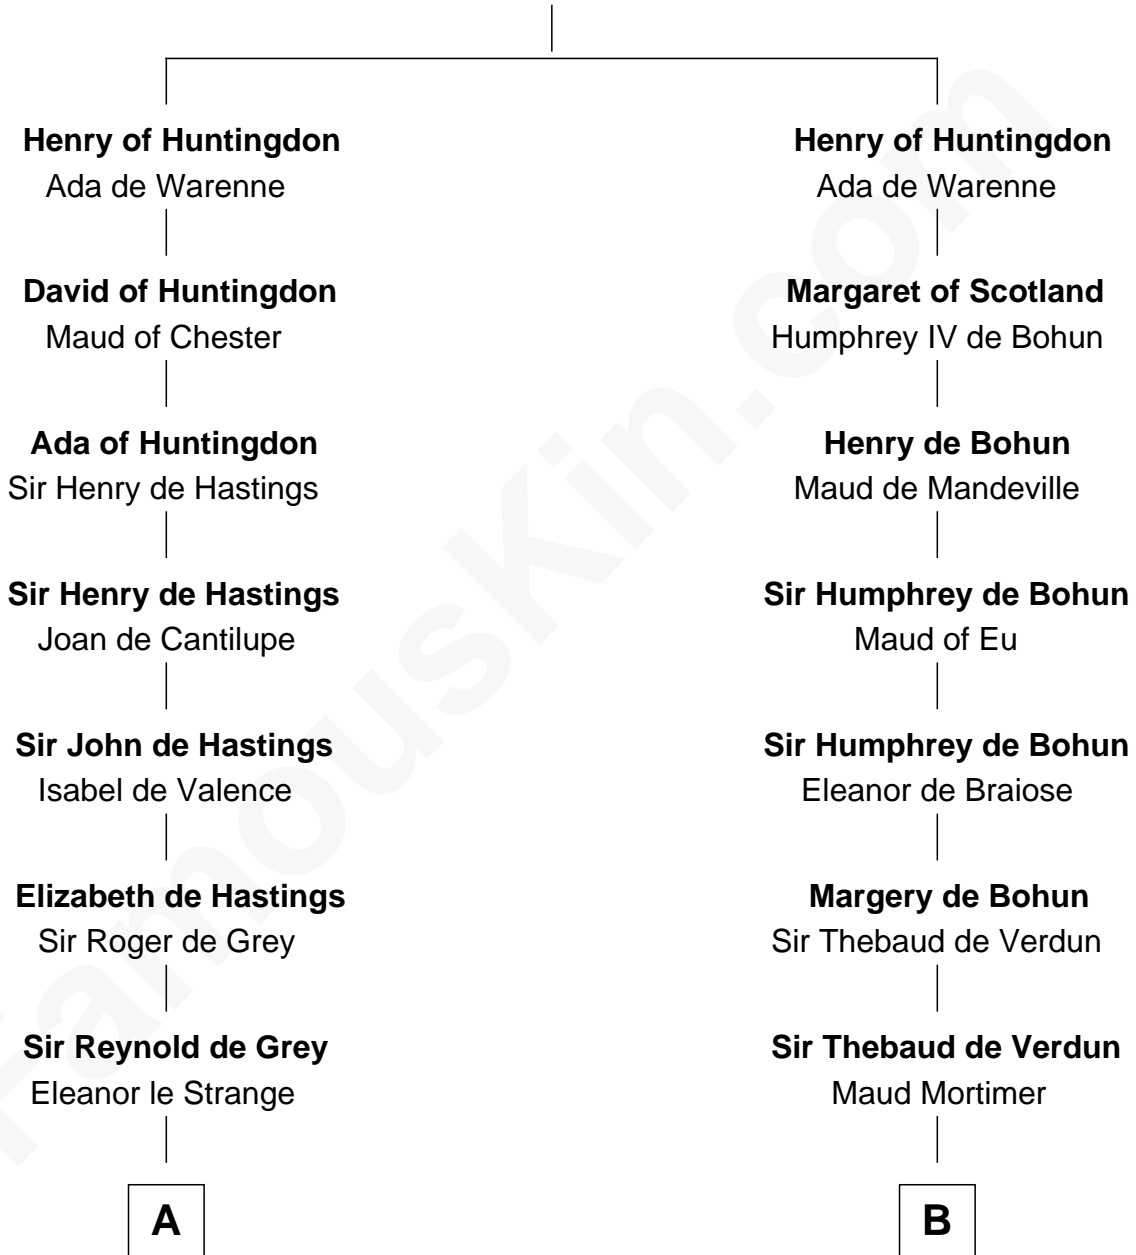 Henry of Huntingdon
Ada de Warenne
David of Huntingdon
Maud of Chester
Ada of Huntingdon
Sir Henry de Hastings
Sir Henry de Hastings
Joan de Cantilupe
Sir John de Hastings
Isabel de Valence
Elizabeth de Hastings
Sir Roger de Grey
Sir Reynold de Grey
Eleanor le Strange
A
Henry of Huntingdon
Ada de Warenne
Margaret of Scotland
Humphrey IV de Bohun
Henry de Bohun
Maud de Mandeville
Sir Humphrey de Bohun
Maud of Eu
Sir Humphrey de Bohun
Eleanor de Braiose
Margery de Bohun
Sir Thebaud de Verdun
Sir Thebaud de Verdun
Maud Mortimer
B
FamousKin.com